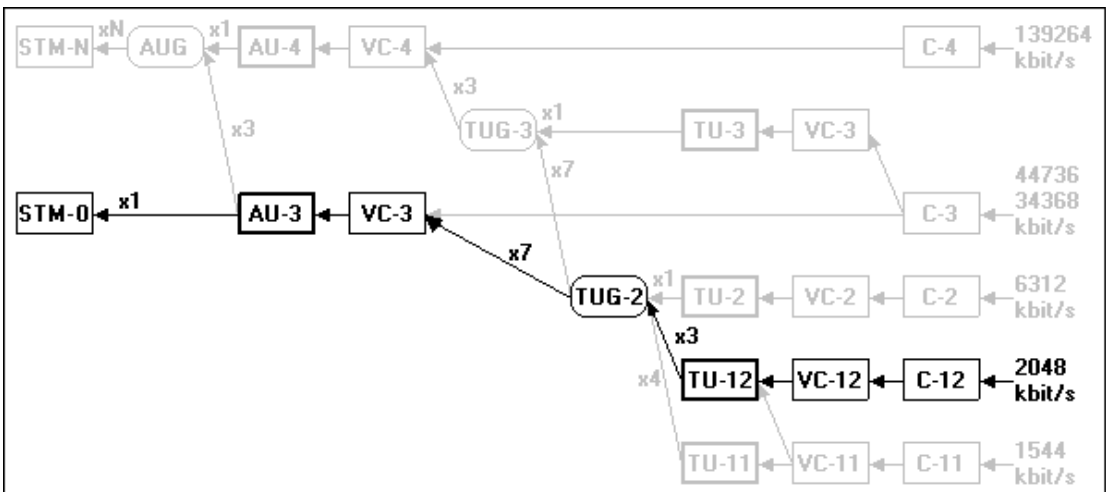 STM-N xN AUG x1 AU-4 VC-4 C-4 139264
kbit/s
x3
TUG-3 x1 TU-3 VC-3
x3
x7
44736
STM-0 x1 AU-3 VC-3 C-3 34368
kbit/s
x7
TUG-2 x1 TU-2 VC-2 C-2 6312
kbit/s
x3
x4 TU-12 VC-12 C-12 2048
kbit/s
TU-11 VC-11 C-11 1544
kbit/s